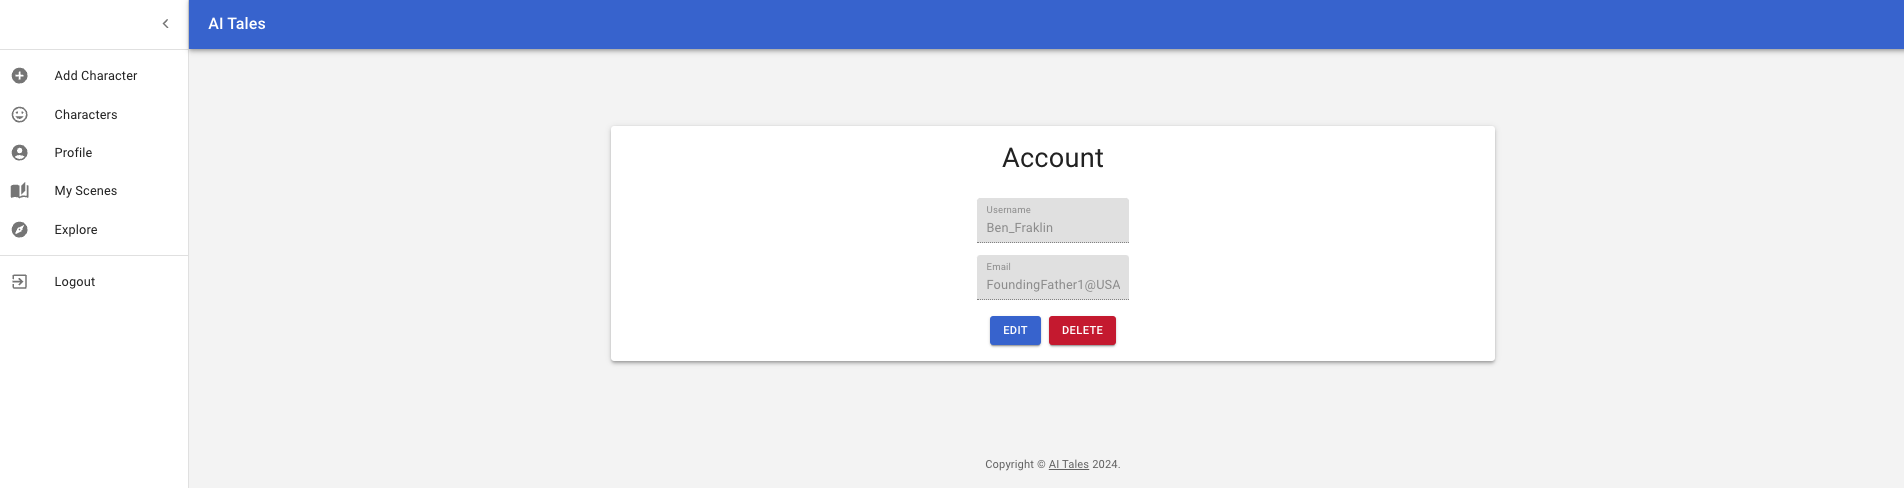 AI Tales
Add Character
Characters
Profile
My Scenes
Explore
Logout
Account
Username
Ben_Fraklin
Email
FoundingFather1@USA
EDIT DELETE
Copyright © AI Tales 2024.